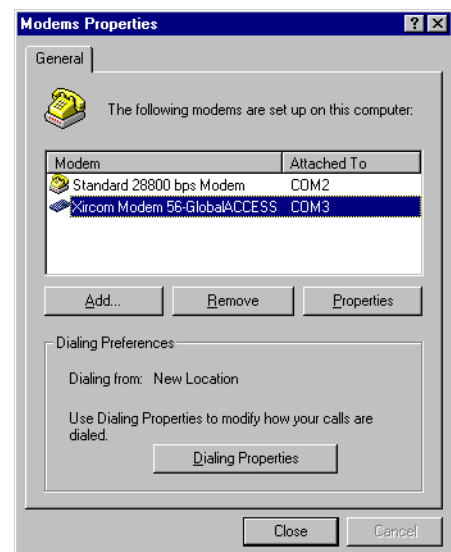 Modems Properties
General
The following modems are set up on this computer:
Modem Attached To
Standard 28800 bps Modem COM2
Xircom Modem 56-GlobalACCESS COM3
Add... Remove Properties
Dialing Preferences
Dialing from: New Location
Use Dialing Properties to modify how your calls are
dialed.
Dialing Properties
Close Cancel